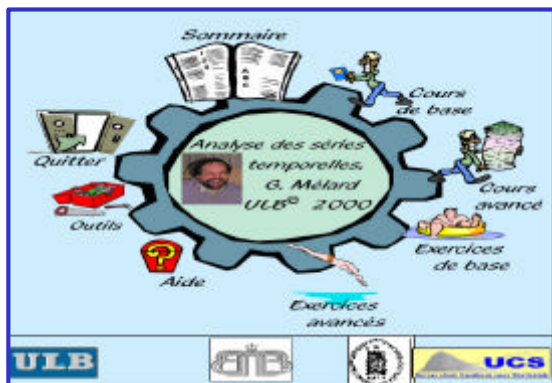 Sommaire
Cours
de base
Quitter
Analyse des séries
temporelles,
G. Mélard
ULB© 2000
Cours
avancé
Outils
Exercices
de base
Aide
Exercices
avancés
ULB
UCS